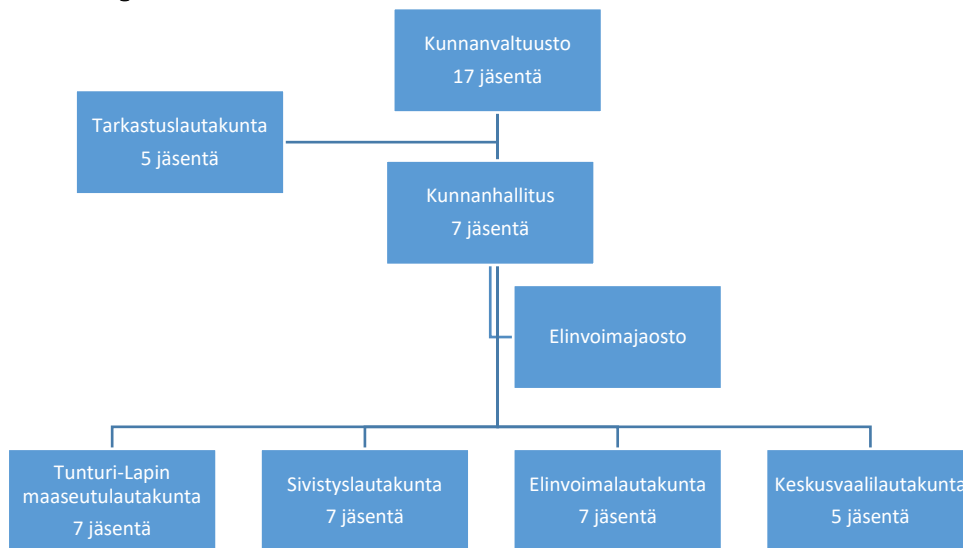 Kunnanvaltuusto
17 jäsentä
Tarkastuslautakunta
5 jäsentä
Kunnanhallitus
7 jäsentä
Elinvoimajaosto
Tunturi-Lapin
maaseutulautakunta
7 jäsentä
Sivistyslautakunta
7 jäsentä
Elinvoimalautakunta
7 jäsentä
Keskusvaalilautakunta
5 jäsentä